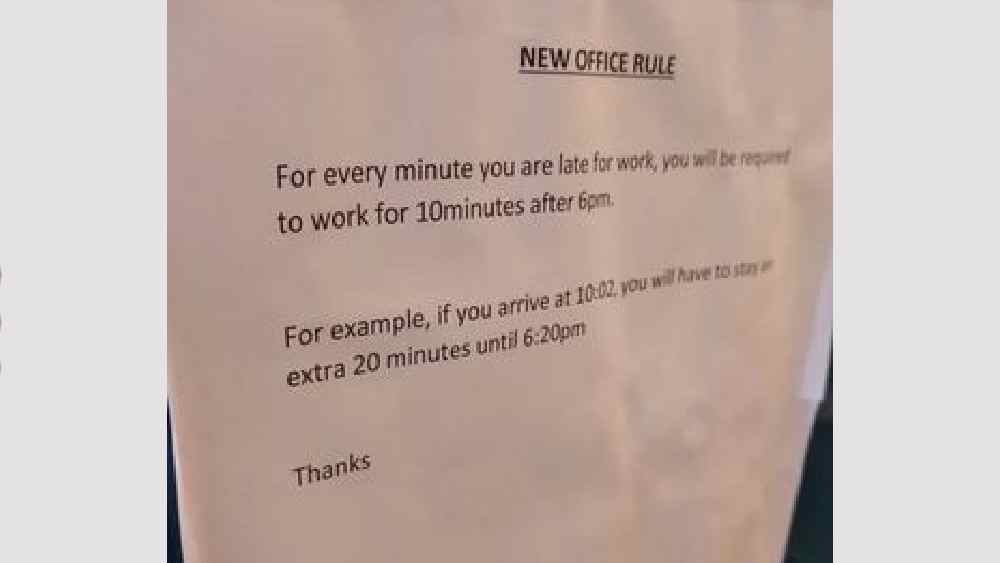 NEW OFFICE RULE
For every minute you are late for work, you will be required
to work for 10minutes after 6pm.
For example, if you arrive at 10:02, you will have to stay an
extra 20 minutes until 6:20pm
Thanks